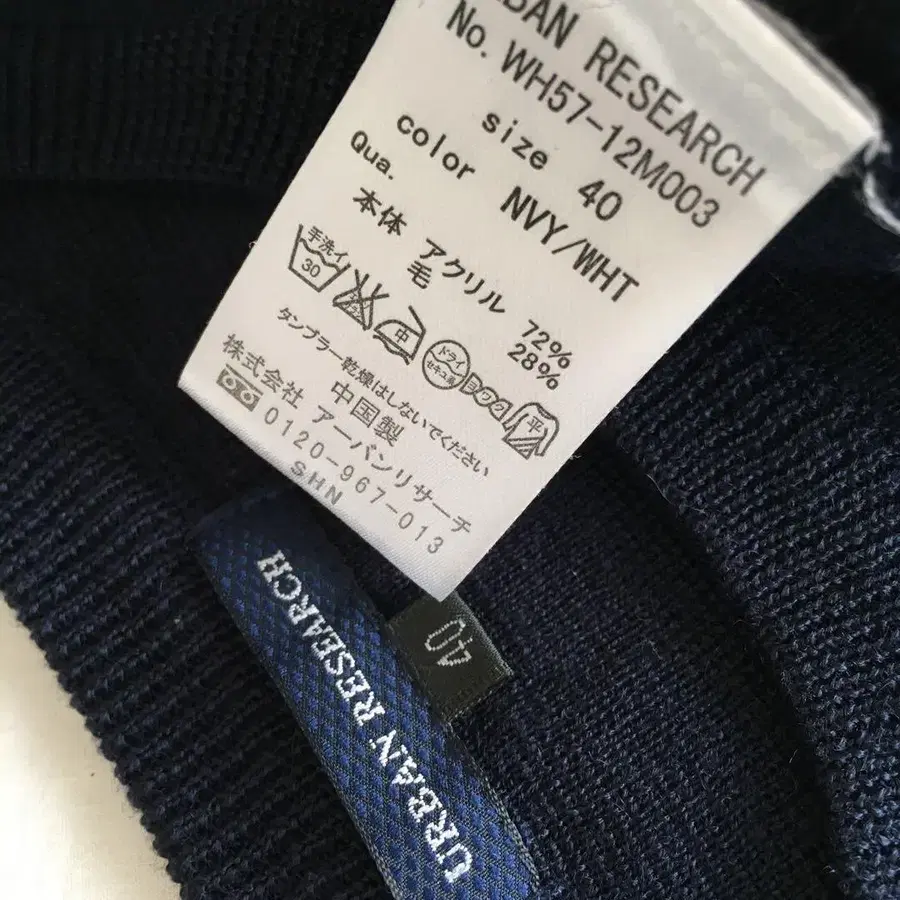 URBAN RESEARCH
No. WH57-12M003
size 40
color NVY/WHT
Qua.
本体 アクリル 72%
毛 28%
手洗イ
30
中
ドライ
セキユ系
ヨワク
平
タンブラー乾燥はしないでください
中国製
株式会社 アーバンリサーチ
0120-967-013
SHN
40
URBAN RESEARCH